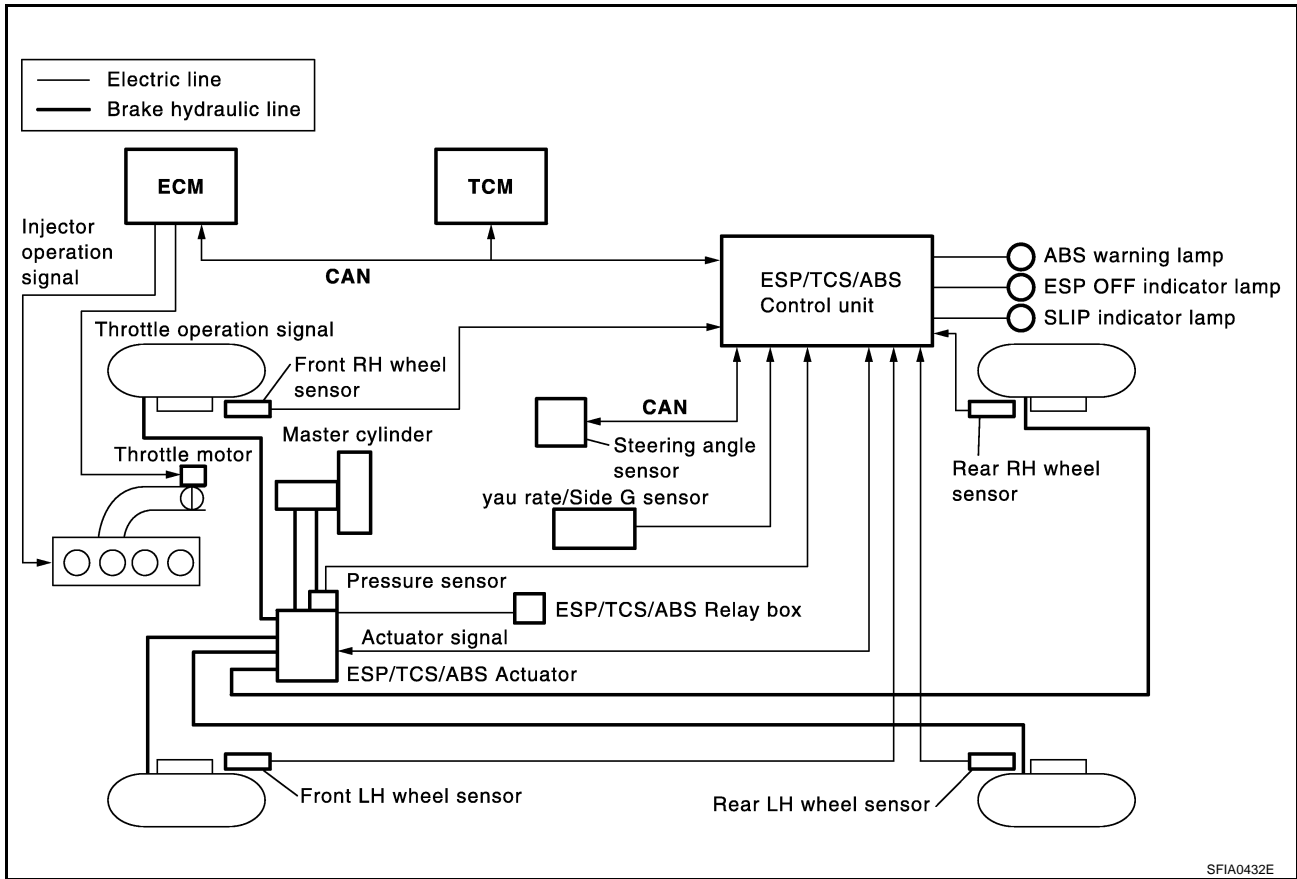 Electric line
Brake hydraulic line
ECM
TCM
Injector
operation
signal
CAN
ESP/TCS/ABS
Control unit
ABS warning lamp
ESP OFF indicator lamp
SLIP indicator lamp
Throttle operation signal
Front RH wheel
sensor
CAN
Steering angle
sensor
Master cylinder
Throttle motor
Rear RH wheel
sensor
yau rate/Side G sensor
Pressure sensor
ESP/TCS/ABS Relay box
Actuator signal
ESP/TCS/ABS Actuator
Front LH wheel sensor
Rear LH wheel sensor
SFIA0432E